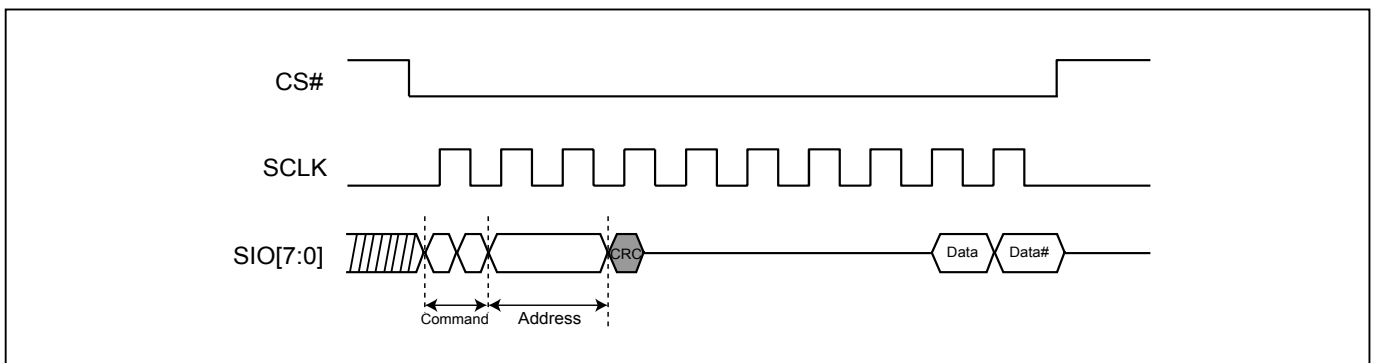 CS#
SCLK
SIO[7:0]
CRC
Data
Data#
Command
Address